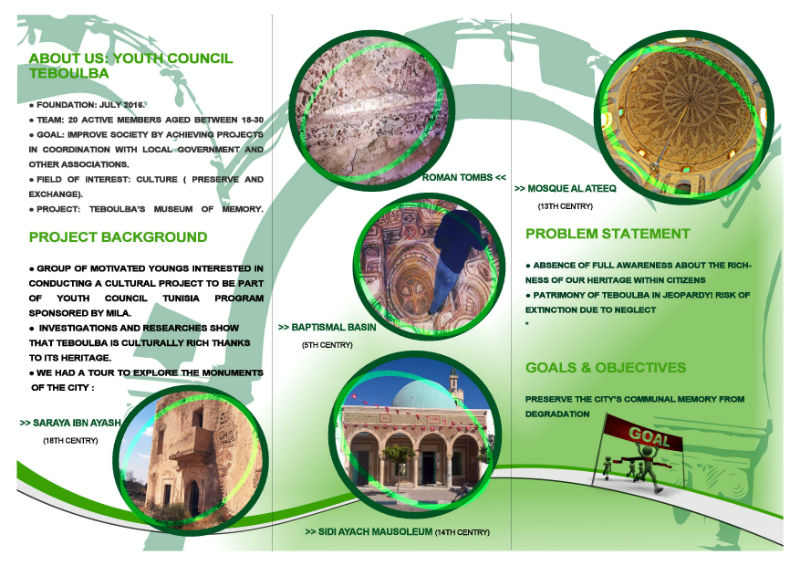 ABOUT US: YOUTH COUNCIL
TEBOULBA
● FOUNDATION: JULY 2016.
● TEAM: 20 ACTIVE MEMBERS AGED BETWEEN 18-30
● GOAL: IMPROVE SOCIETY BY ACHIEVING PROJECTS
IN COORDINATION WITH LOCAL GOVERNMENT AND
OTHER ASSOCIATIONS.
● FIELD OF INTEREST: CULTURE ( PRESERVE AND
EXCHANGE).
● PROJECT: TEBOULBA'S MUSEUM OF MEMORY.
PROJECT BACKGROUND
● GROUP OF MOTIVATED YOUNGS INTERESTED IN
CONDUCTING A CULTURAL PROJECT TO BE PART
OF YOUTH COUNCIL TUNISIA PROGRAM
SPONSORED BY MILA.
● INVESTIGATIONS AND RESEARCHES SHOW
THAT TEBOULBA IS CULTURALLY RICH THANKS
TO ITS HERITAGE.
● WE HAD A TOUR TO EXPLORE THE MONUMENTS
OF THE CITY :
>> SARAYA IBN AYASH
(18TH CENTRY)
ROMAN TOMBS <<
>> BAPTISMAL BASIN
(5TH CENTRY)
>> SIDI AYACH MAUSOLEUM (14TH CENTRY)
>> MOSQUE AL ATEEQ
(13TH CENTRY)
PROBLEM STATEMENT
● ABSENCE OF FULL AWARENESS ABOUT THE RICH-
NESS OF OUR HERITAGE WITHIN CITIZENS
● PATRIMONY OF TEBOULBA IN JEOPARDY! RISK OF
EXTINCTION DUE TO NEGLECT
GOALS & OBJECTIVES
PRESERVE THE CITY'S COMMUNAL MEMORY FROM
DEGRADATION
GOAL